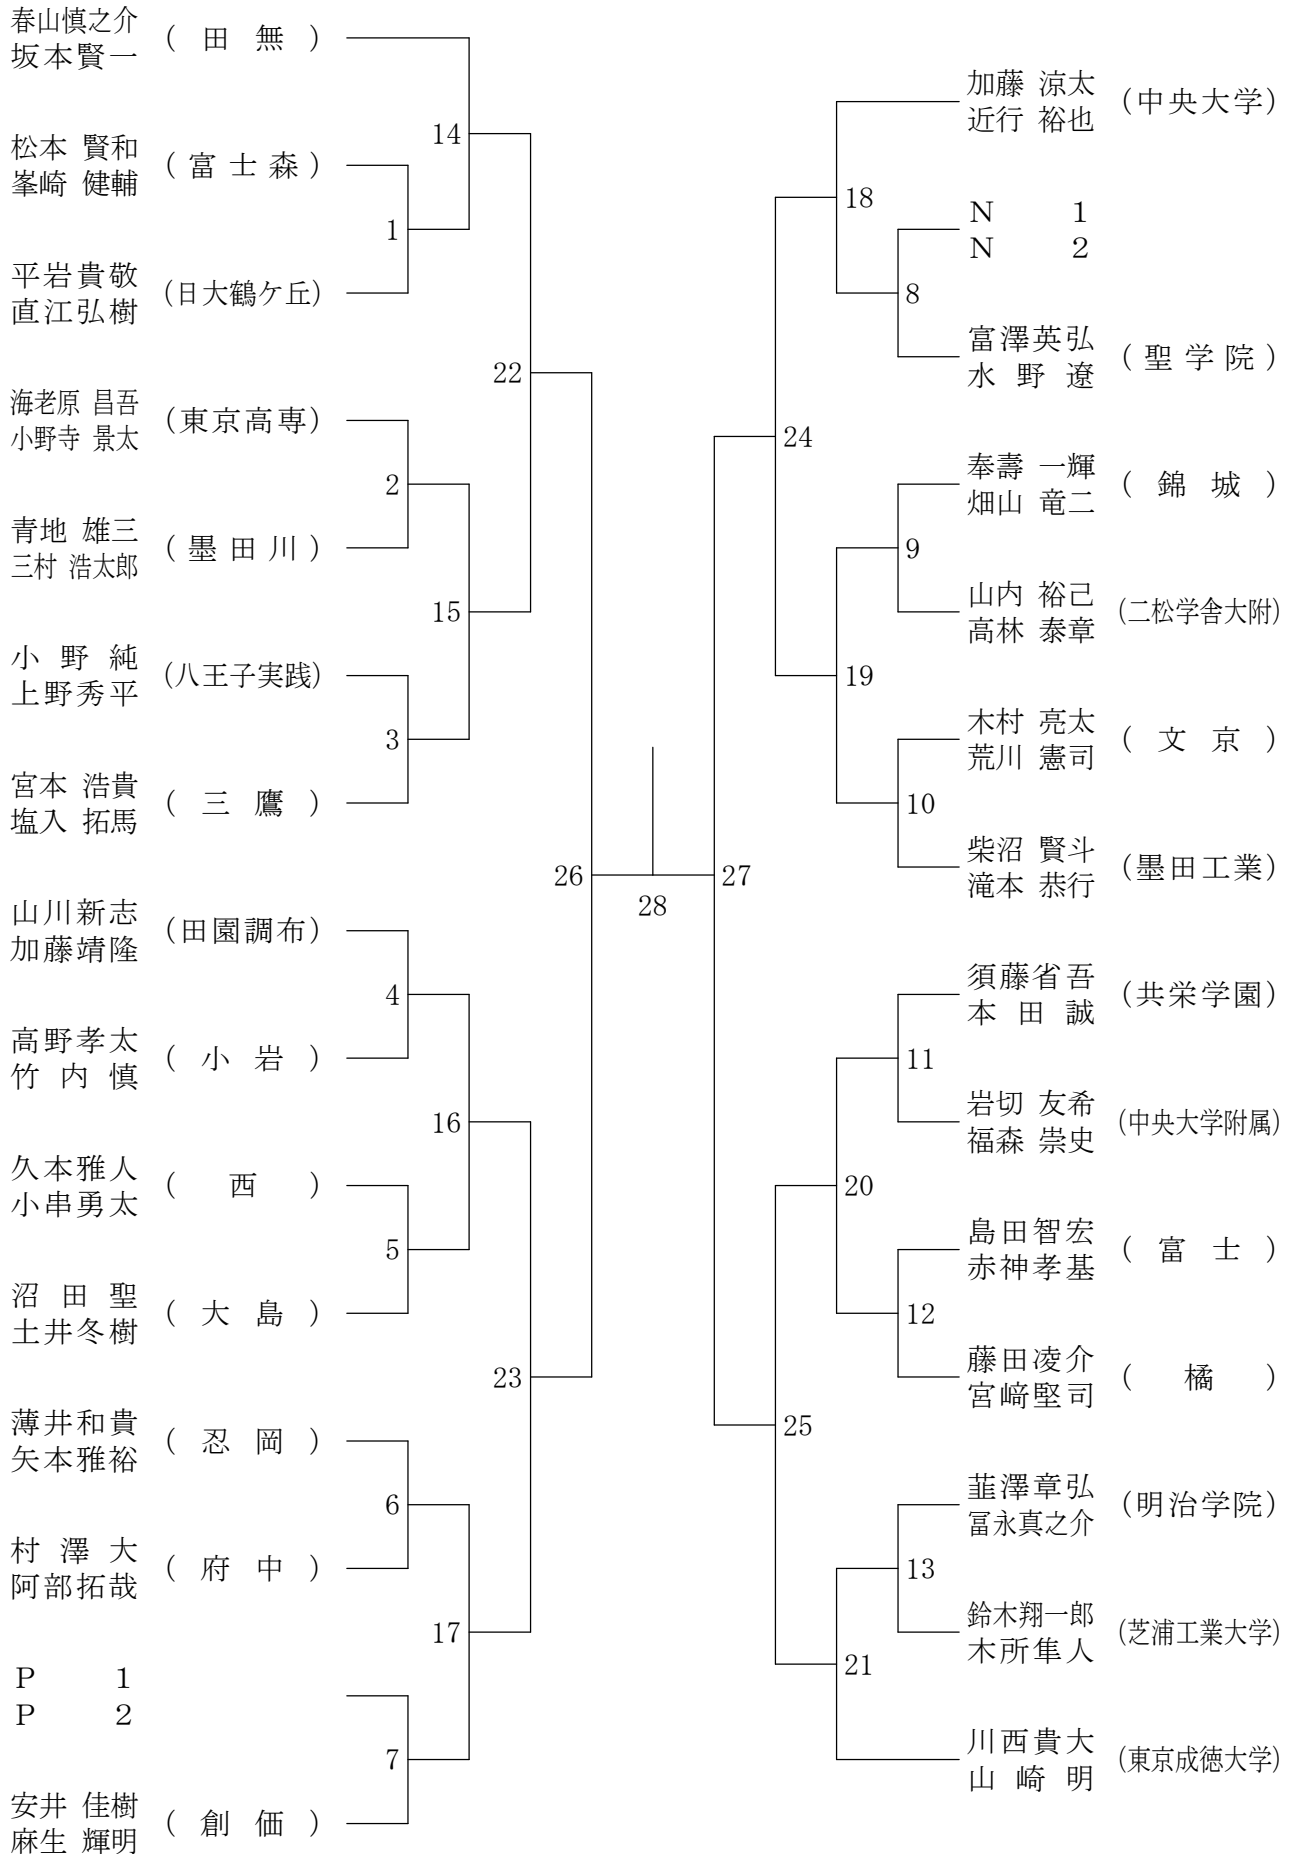 春山慎之介
坂本賢一
( 田 無 )
松本 賢和
峯崎 健輔
( 富 士 森 )
平岩貴敬
直江弘樹
(日大鶴ケ丘)
海老原 昌吾
小野寺 景太
(東京高専)
青地 雄三
三村 浩太郎
( 墨 田 川 )
小 野 純
上野秀平
(八王子実践)
宮本 浩貴
塩入 拓馬
( 三 鷹 )
山川新志
加藤靖隆
(田園調布)
高野孝太
竹 内 慎
( 小 岩 )
久本雅人
小串勇太
( 西 )
沼 田 聖
土井冬樹
( 大 島 )
薄井和貴
矢本雅裕
( 忍 岡 )
村 澤 大
阿部拓哉
( 府 中 )
P 1
P 2
安井 佳樹
麻生 輝明
( 創 価 )
1
2
3
4
5
6
7
14
15
16
17
22
23
26
28
27
24
25
18
19
20
21
8
9
10
11
12
13
加藤 涼太
近行 裕也
(中央大学)
N 1
N 2
富澤英弘
水 野 遼
( 聖 学 院 )
奉壽 一輝
畑山 竜二
( 錦 城 )
山内 裕己
高林 泰章
(二松学舎大附)
木村 亮太
荒川 憲司
( 文 京 )
柴沼 賢斗
滝本 恭行
(墨田工業)
須藤省吾
本 田 誠
(共栄学園)
岩切 友希
福森 崇史
(中央大学附属)
島田智宏
赤神孝基
( 富 士 )
藤田凌介
宮﨑堅司
( 橘 )
韮澤章弘
冨永真之介
(明治学院)
鈴木翔一郎
木所隼人
(芝浦工業大学)
川西貴大
山 崎 明
(東京成徳大学)